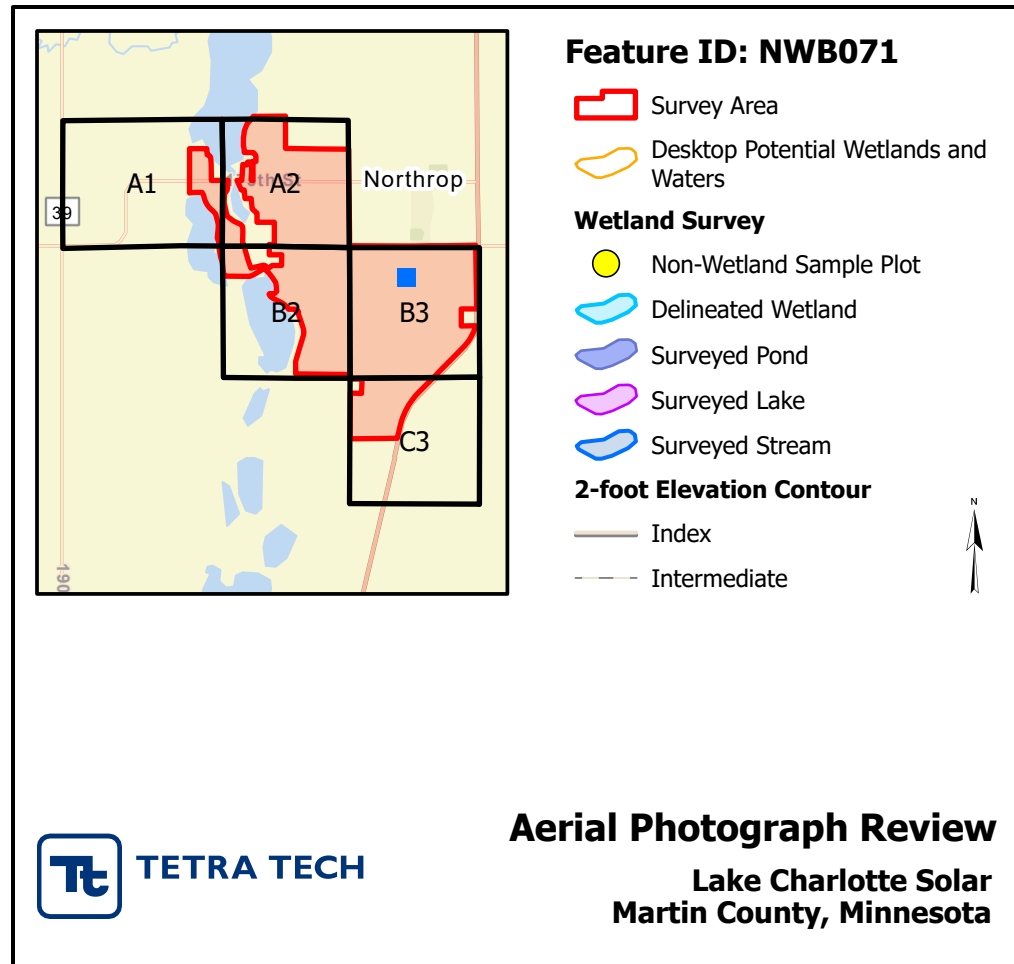 Feature ID: NWB071
Survey Area
Desktop Potential Wetlands and
Waters
Wetland Survey
Non-Wetland Sample Plot
Delineated Wetland
Surveyed Pond
Surveyed Lake
Surveyed Stream
2-foot Elevation Contour
Index
Intermediate
N
A1
A2
Northrop
39
B2
B3
C3
190
Tt
TETRA TECH
Aerial Photograph Review
Lake Charlotte Solar
Martin County, Minnesota